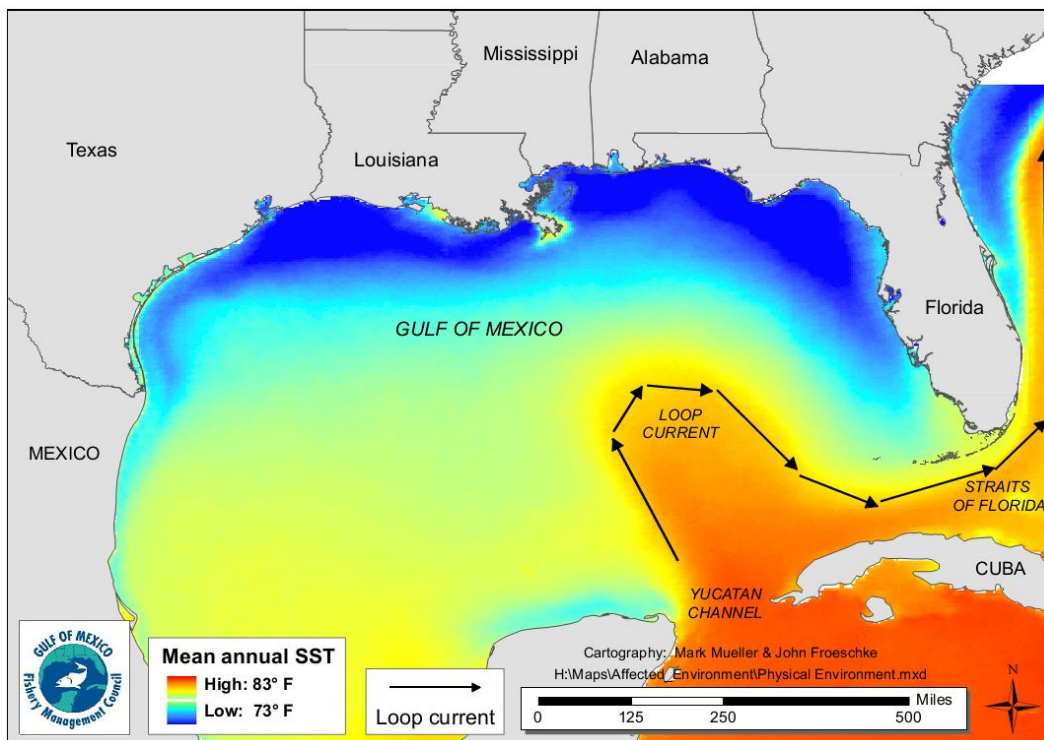 Mississippi
Alabama
Texas
Louisiana
GULF OF MEXICO
Florida
LOOP
CURRENT
MEXICO
STRAITS
OF FLORIDA
CUBA
YUCATAN
CHANNEL
GULF OF MEXICO
Fishery Management Council
Mean annual SST
High: 83° F
Low: 73° F
Loop current
Cartography: Mark Mueller & John Froeschke
H:\Maps\Affected_Environment\Physical Environment.mxd
Miles
0 125 250 500
N